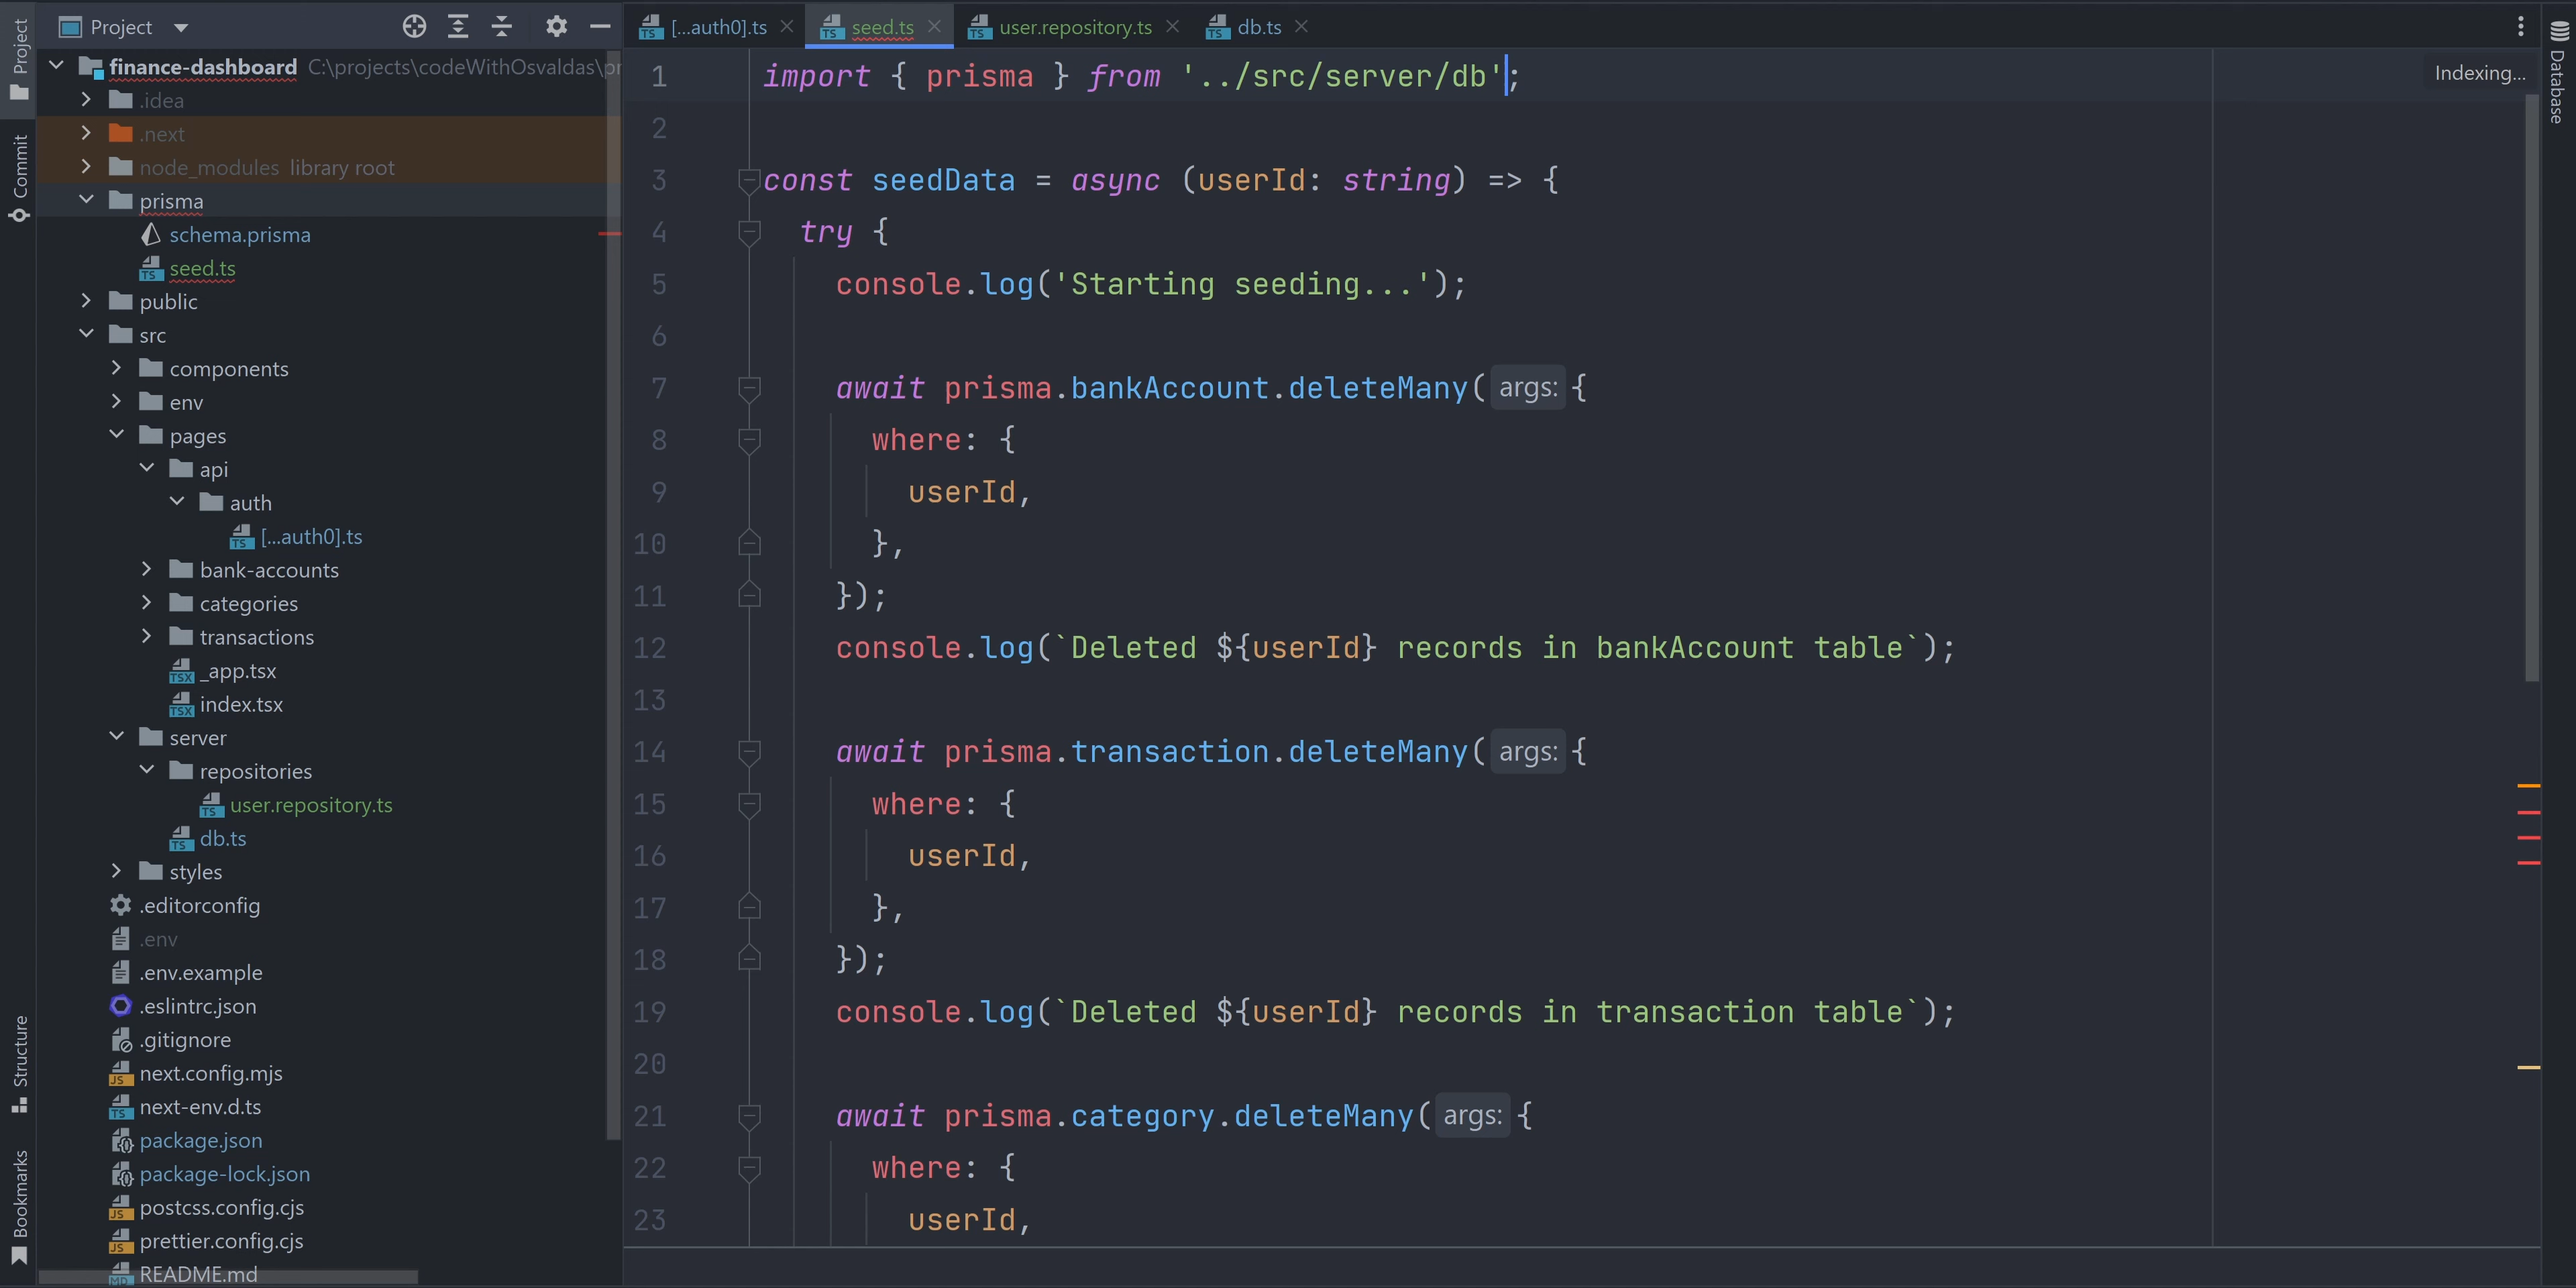 Project
Commit
Structure
Bookmarks
Project
finance-dashboard C:\projects\codeWithOsvaldas\pr
.idea
.next
node_modules library root
prisma
schema.prisma
seed.ts
public
src
components
env
pages
api
auth
[...auth0].ts
bank-accounts
categories
transactions
_app.tsx
index.tsx
server
repositories
user.repository.ts
db.ts
styles
.editorconfig
.env
.env.example
.eslintrc.json
.gitignore
next.config.mjs
next-env.d.ts
package.json
package-lock.json
postcss.config.cjs
prettier.config.cjs
README.md
[...auth0].ts seed.ts user.repository.ts db.ts
Indexing...
Database
1 import { prisma } from '../src/server/db';
2
3 const seedData = async (userId: string) => {
4 try {
5 console.log('Starting seeding...');
6
7 await prisma.bankAccount.deleteMany( args: {
8 where: {
9 userId,
10 },
11 });
12 console.log(`Deleted ${userId} records in bankAccount table`);
13
14 await prisma.transaction.deleteMany( args: {
15 where: {
16 userId,
17 },
18 });
19 console.log(`Deleted ${userId} records in transaction table`);
20
21 await prisma.category.deleteMany( args: {
22 where: {
23 userId,